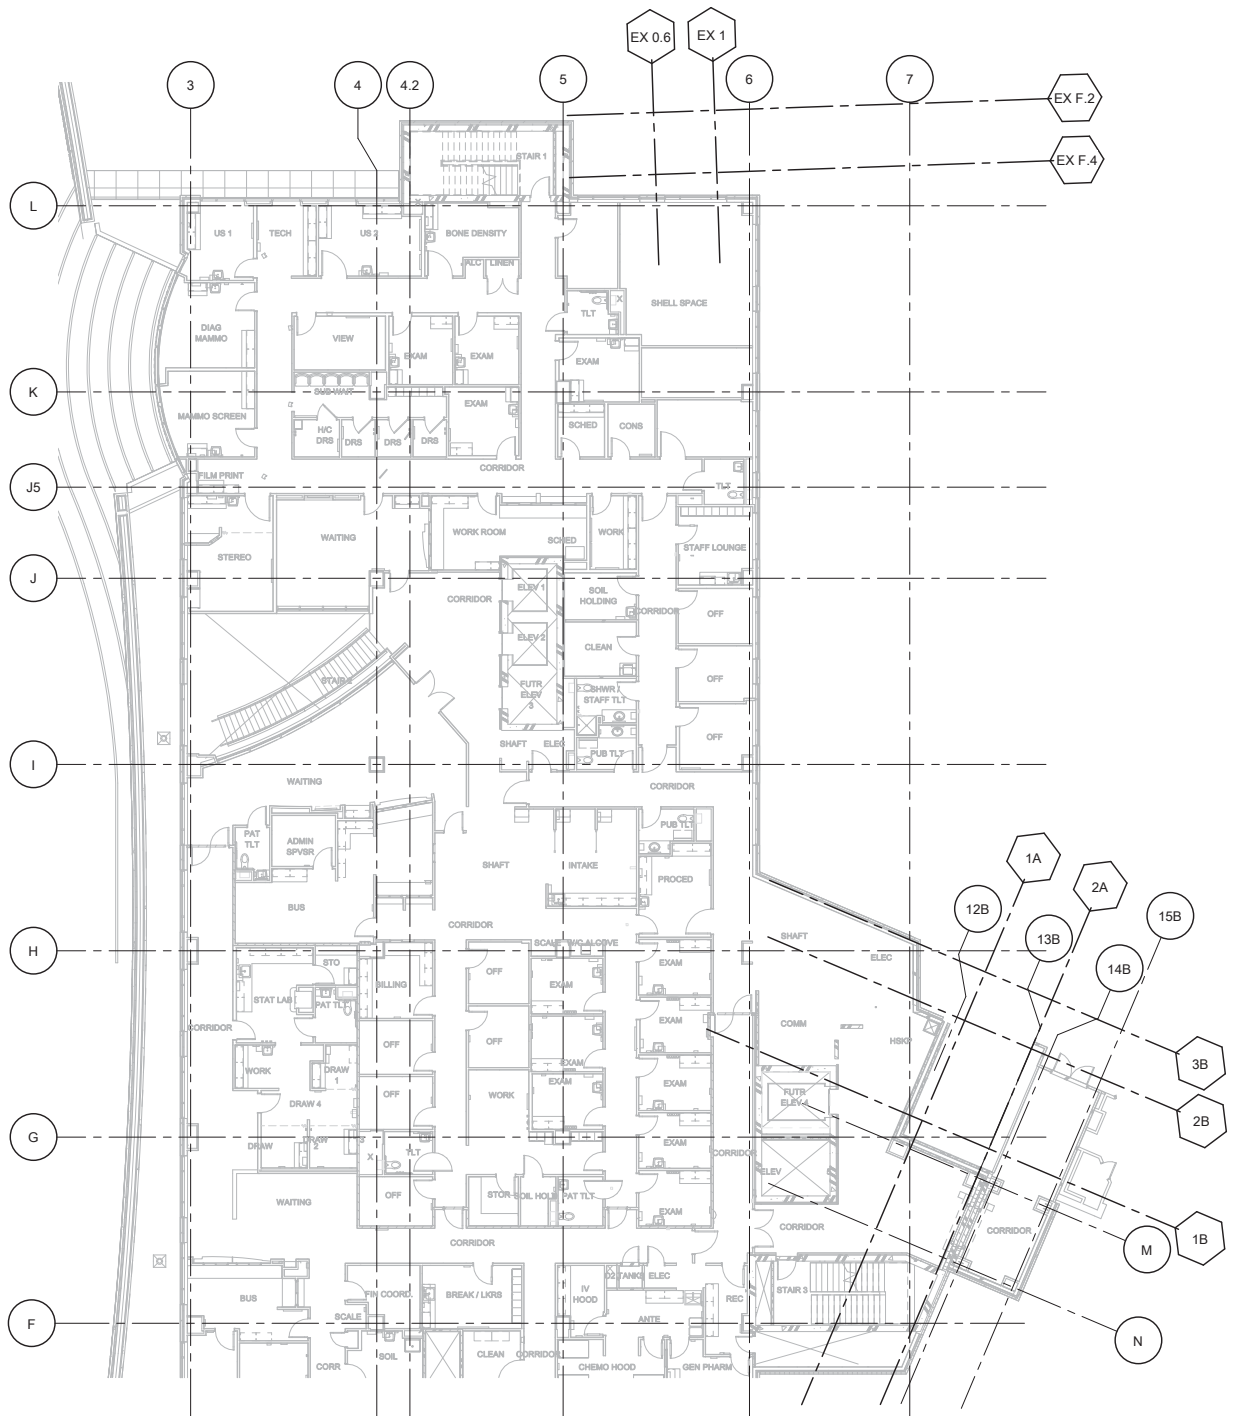 EX 0.6
EX 1
3
4
4.2
5
6
7
EX F.2
EX F.4
STAIR 1
L
US 1
TECH
US 2
BONE DENSITY
ALC
LINEN
SHELL SPACE
TLT
X
DIAG
MAMMO
VIEW
EXAM
EXAM
EXAM
K
SUB WAIT
MAMMO SCREEN
EXAM
H/C
DRS
DRS
DRS
DRS
SCHED
CONS
CORRIDOR
FILM PRINT
J5
TLT
WORK ROOM
WORK
WAITING
SCHED
STAFF LOUNGE
STEREO
J
ELEV 1
SOIL
HOLDING
CORRIDOR
CORRIDOR
OFF
ELEV 2
CLEAN
STAIR 2
FUTR
ELEV
3
SHWR /
STAFF TLT
OFF
OFF
SHAFT
ELEC
PUB TLT
I
WAITING
CORRIDOR
PAT
TLT
ADMIN
SPVSR
PUB TLT
SHAFT
INTAKE
PROCED
1A
2A
BUS
CORRIDOR
12B
13B
15B
14B
H
SHAFT
ELEC
SCALE
W/C ALCOVE
STO
OFF
EXAM
STAT LAB
BILLING
EXAM
PAT TLT
CORRIDOR
EXAM
COMM
OFF
OFF
EXAM
HSKP
3B
WORK
DRAW
1
EXAM
EXAM
WORK
FUTR
ELEV 4
DRAW 4
OFF
2B
G
DRAW
DRAW
2
3
X
TLT
EXAM
CORRIDOR
ELEV
OFF
STOR
SOIL HOLD
PAT TLT
WAITING
EXAM
CORRIDOR
CORRIDOR
CORRIDOR
1B
M
O2 TANKS
ELEC
BUS
FIN COORD.
BREAK / LKRS
IV
HOOD
REC
STAIR 3
SCALE
ANTE
F
N
CORR
SOIL
CLEAN
CORRIDOR
CHEMO HOOD
GEN PHARM